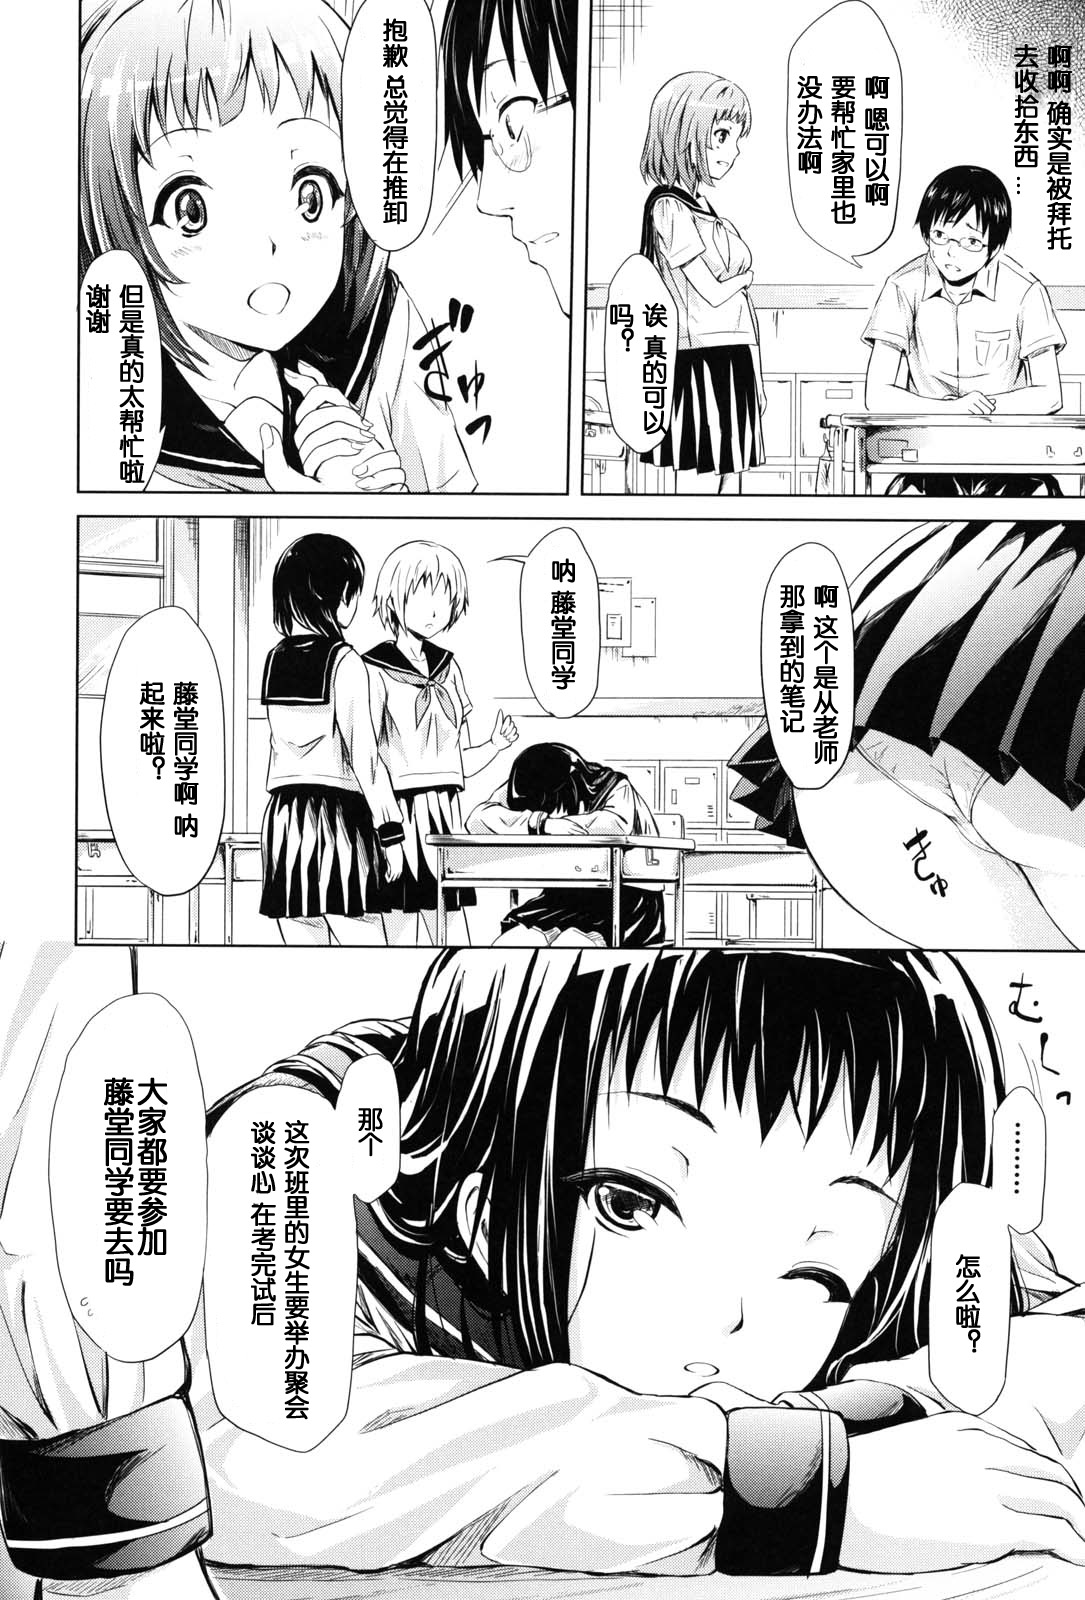 啊啊 确实是被拜托
去收拾东西…
啊 嗯可以啊
要帮忙家里也
没办法啊
诶 真的可以
吗?
抱歉 总觉得在推卸
ぎゅっ
但是真的太帮忙啦
谢谢
啊 这个是从老师
那拿到的笔记
きゅ
呐 藤堂同学
藤堂同学啊 呐
起来啦?
むくっ
………
怎么啦?
那个
这次班里的女生要举办聚会
谈谈心 在考完试后
大家都要参加
藤堂同学要去吗